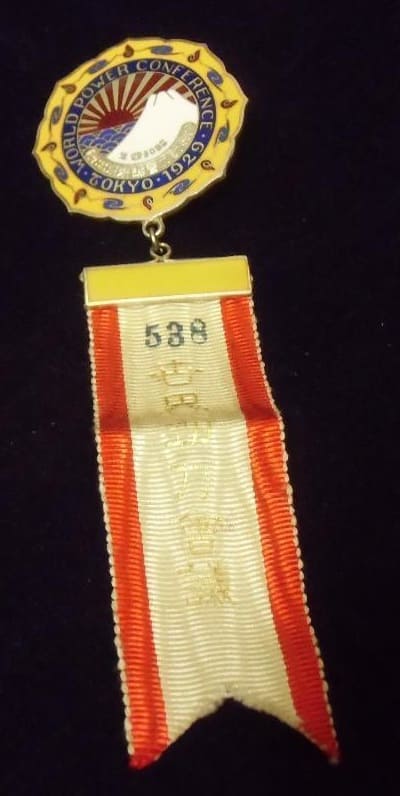 WORLD POWER CONFERENCE
TOKYO · 1929
538
世界動力會議